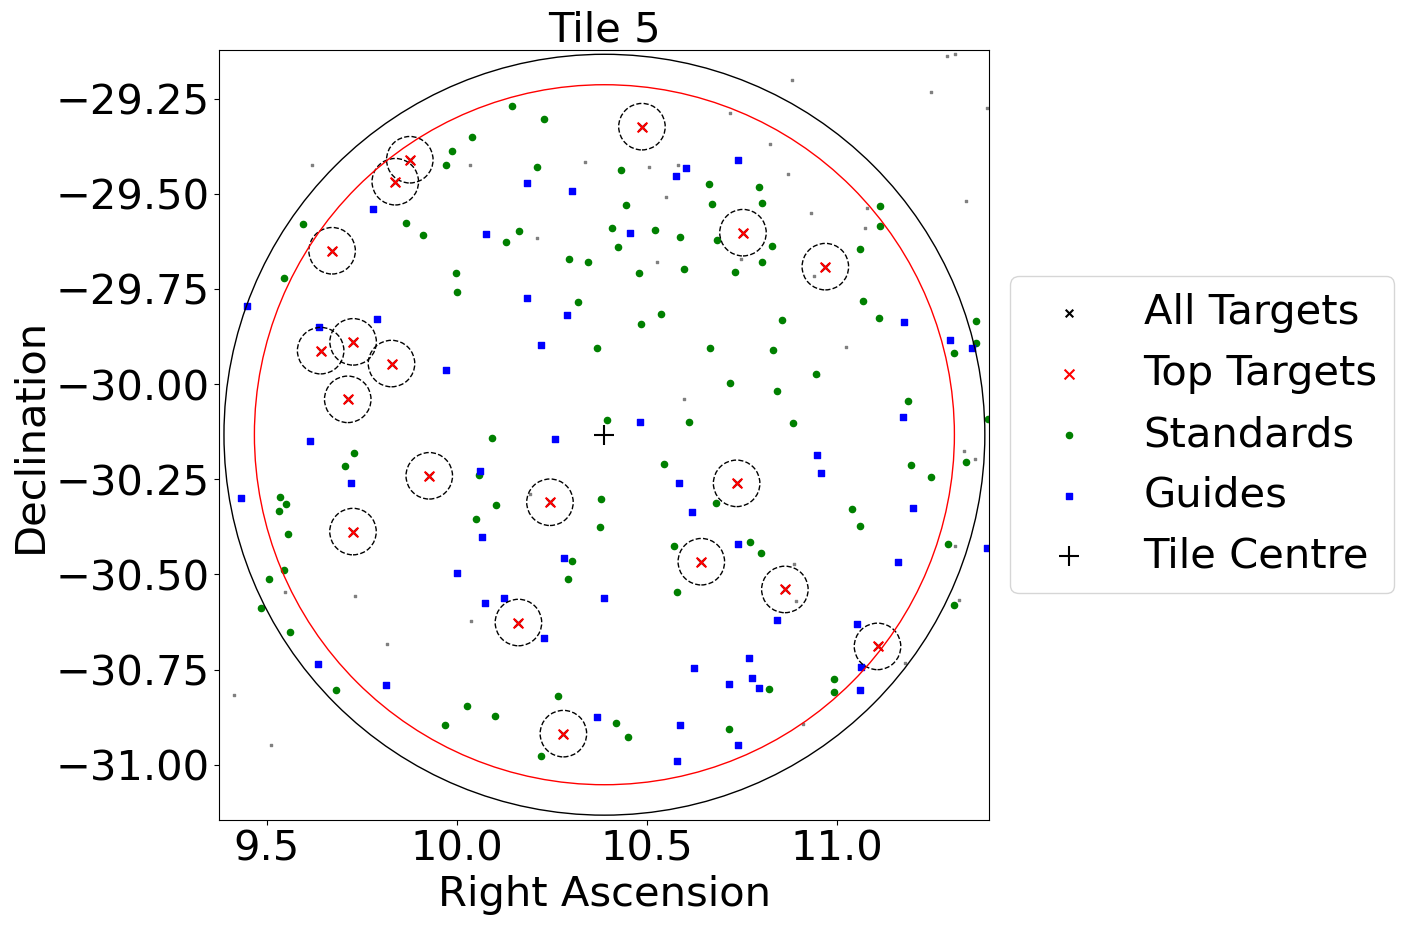 Tile 5
−29.25
−29.50
−29.75
−30.00
−30.25
−30.50
−30.75
−31.00
Declination
9.5 10.0 10.5 11.0
Right Ascension
All Targets
Top Targets
Standards
Guides
Tile Centre